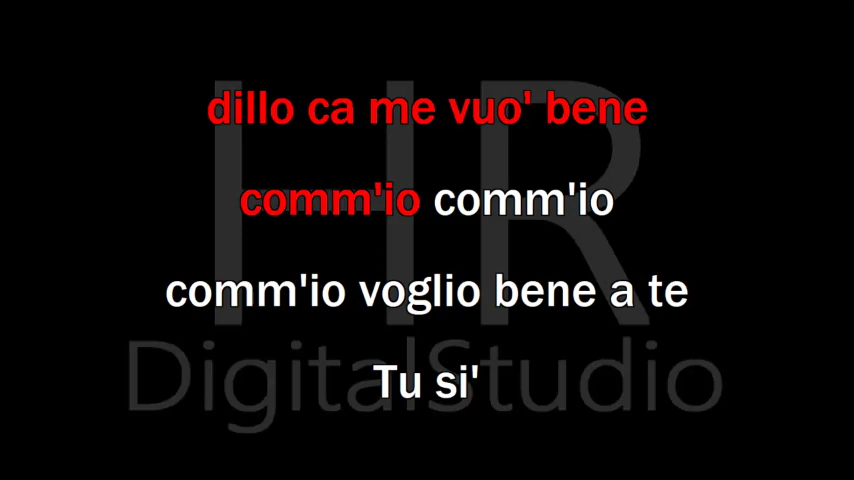 dillo ca me vuo' bene
comm'io comm'io
comm'io voglio bene a te
Tu si'
HR
DigitalStudio